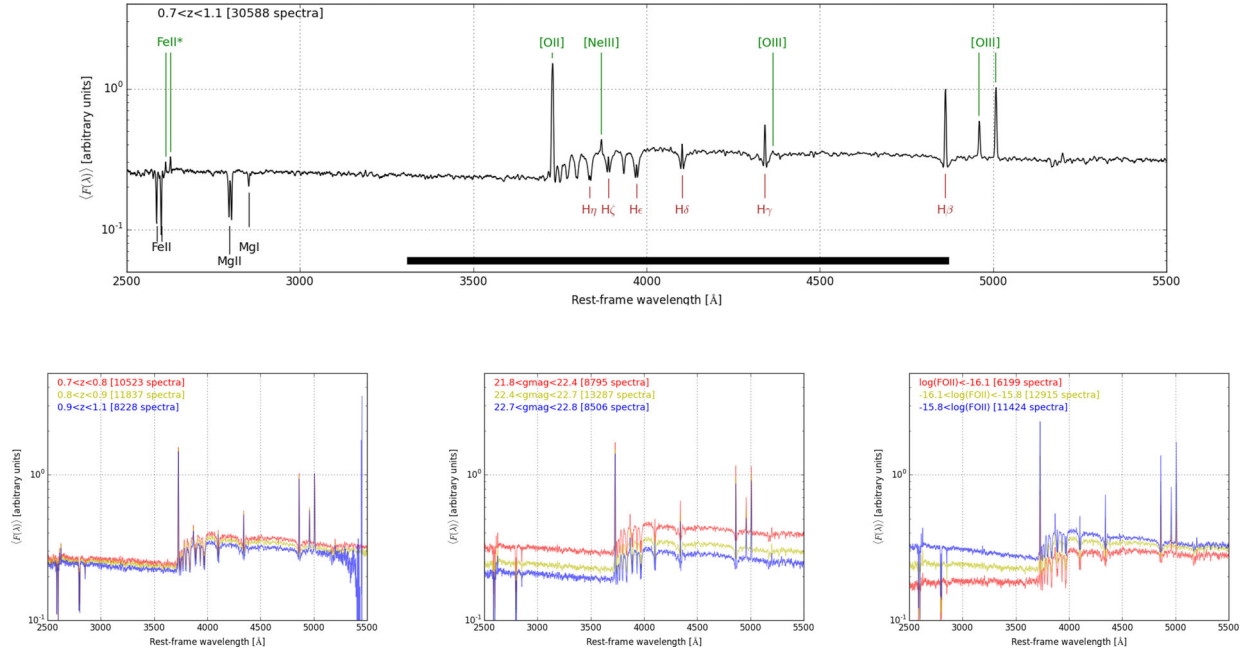 0.7<z<1.1 [30588 spectra]
FeII*
[OII]
[NeIII]
[OIII]
[OIII]
10⁰
10⁻¹
⟨F(λ)⟩ [arbitrary units]
FeII
MgII
MgI
Hη
Hζ
Hϵ
Hδ
Hγ
Hβ
2500 3000 3500 4000 4500 5000 5500
Rest-frame wavelength [Å]
0.7<z<0.8 [10523 spectra]
0.8<z<0.9 [11837 spectra]
0.9<z<1.1 [8228 spectra]
10⁰
10⁻¹
⟨F(λ)⟩ [arbitrary units]
2500 3000 3500 4000 4500 5000 5500
Rest-frame wavelength [Å]
21.8<gmag<22.4 [8795 spectra]
22.4<gmag<22.7 [13287 spectra]
22.7<gmag<22.8 [8506 spectra]
10⁰
10⁻¹
⟨F(λ)⟩ [arbitrary units]
2500 3000 3500 4000 4500 5000 5500
Rest-frame wavelength [Å]
log(FOII)<-16.1 [6199 spectra]
-16.1<log(FOII)<-15.8 [12915 spectra]
-15.8<log(FOII) [11424 spectra]
10⁰
10⁻¹
⟨F(λ)⟩ [arbitrary units]
2500 3000 3500 4000 4500 5000 5500
Rest-frame wavelength [Å]